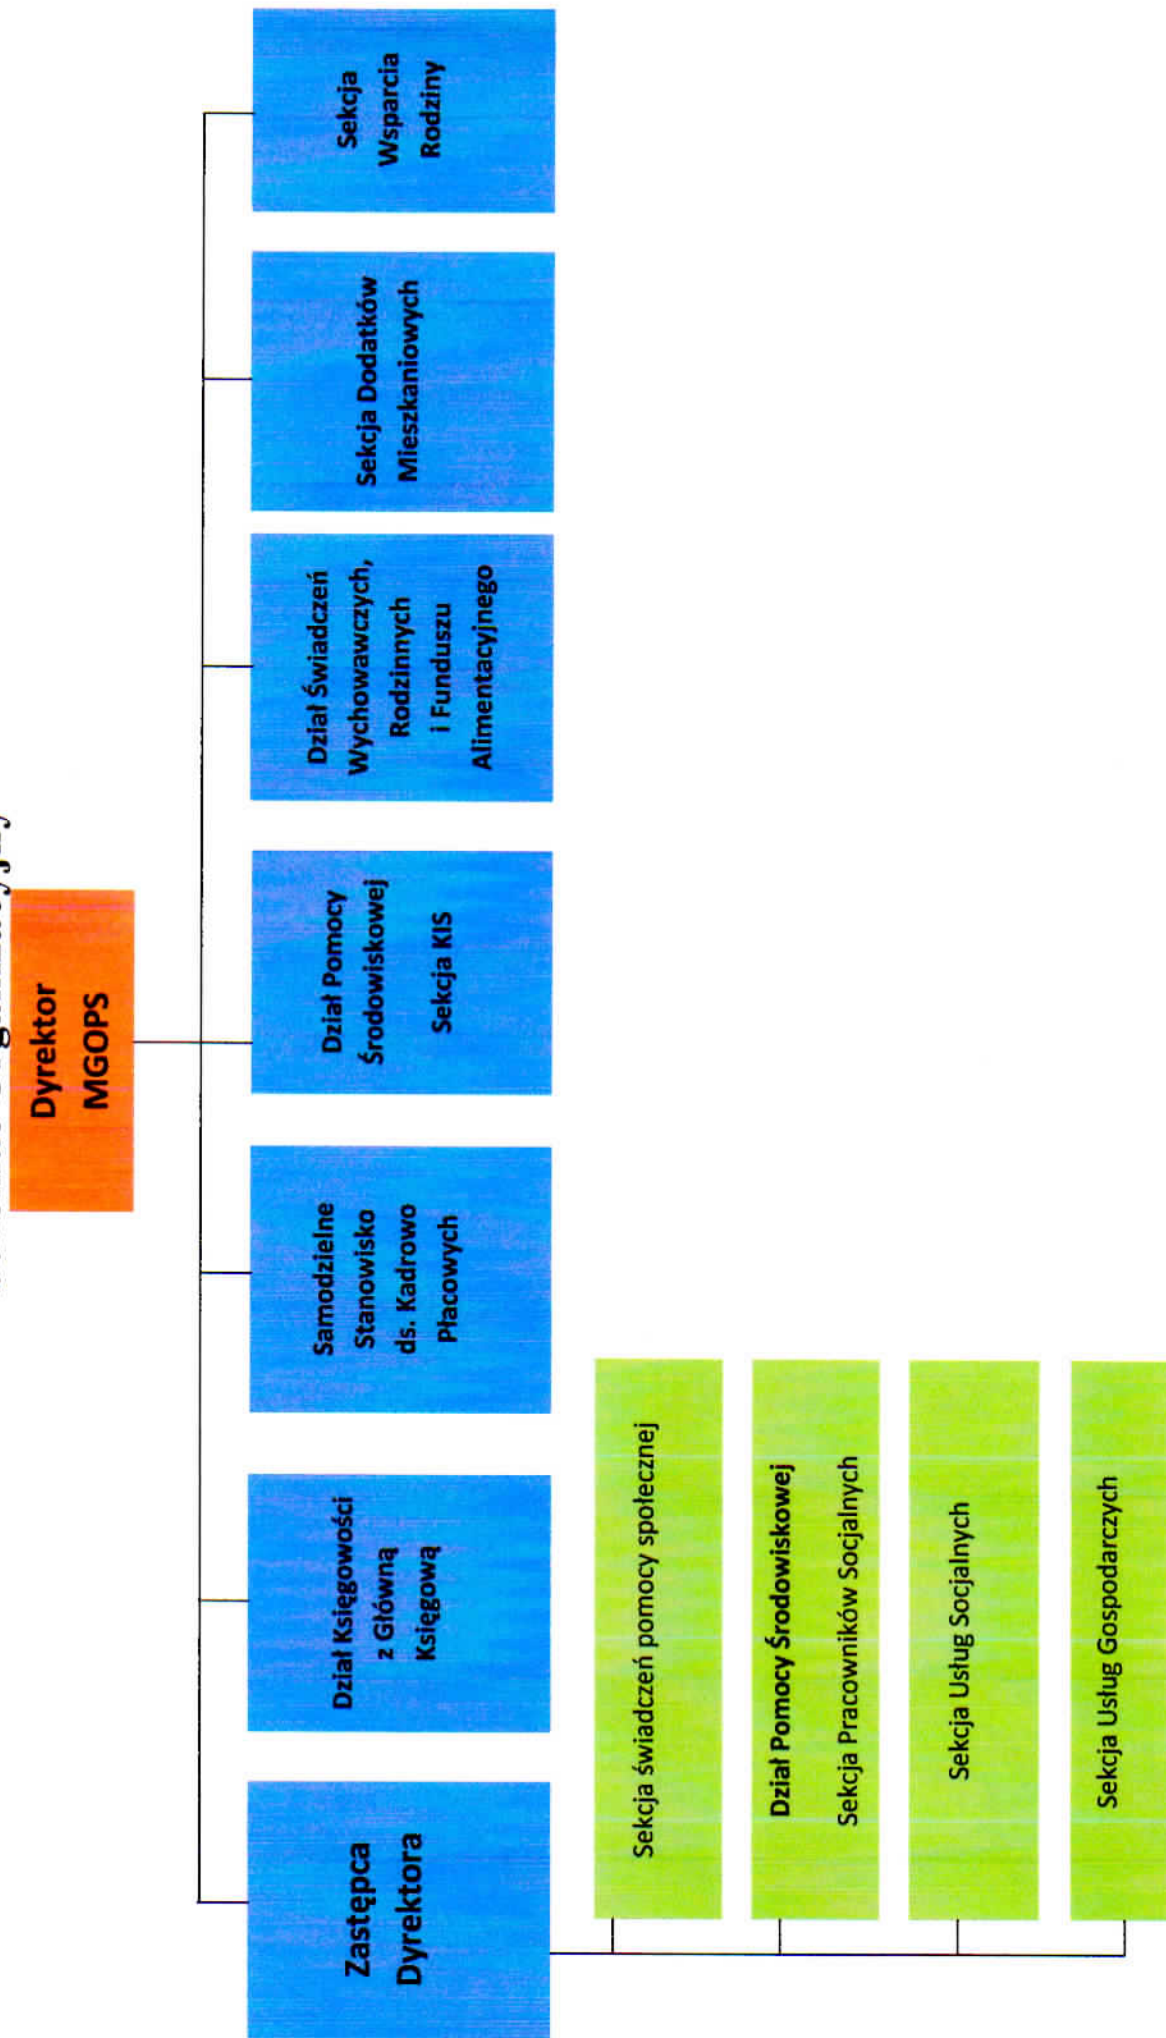 Dyrektor
MGOPS
Zastępca
Dyrektora
Dział Księgowości
z Główną
Księgową
Samodzielne
Stanowisko
ds. Kadrowo
Płacowych
Dział Pomocy
Środowiskowej
Sekcja KIS
Dział Świadczeń
Wychowawczych,
Rodzinnych
i Funduszu
Alimentacyjnego
Sekcja Dodatków
Mieszkaniowych
Sekcja
Wsparcia
Rodziny
Sekcja świadczeń pomocy społecznej
Dział Pomocy Środowiskowej
Sekcja Pracowników Socjalnych
Sekcja Usług Socjalnych
Sekcja Usług Gospodarczych